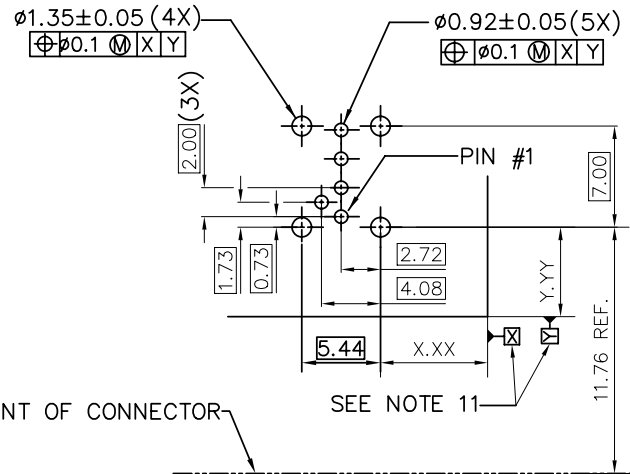 ø1.35±0.05 (4X)
⌖ ø0.1 Ⓜ X Y
ø0.92±0.05(5X)
⌖ ø0.1 Ⓜ X Y
2.00 (3X)
PIN #1
7.00
1.73
0.73
2.72
4.08
Y.YY
5.44
X.XX
X
Y
11.76 REF.
SEE NOTE 11
NT OF CONNECTOR